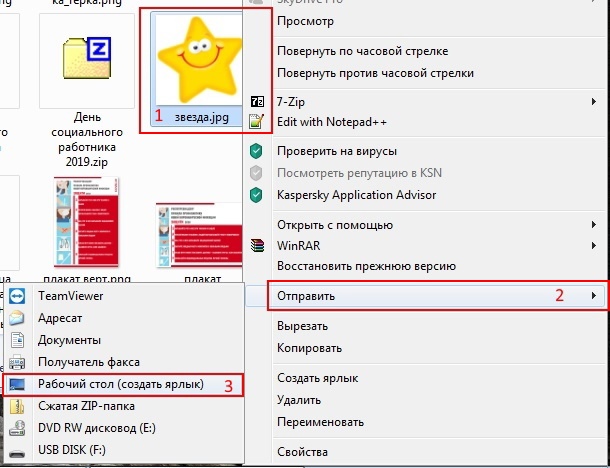 ка_терка.png
SkyDrive Pro
Просмотр
Повернуть по часовой стрелке
Повернуть против часовой стрелки
7-Zip
Edit with Notepad++
Проверить на вирусы
Посмотреть репутацию в KSN
Kaspersky Application Advisor
Открыть с помощью
WinRAR
Восстановить прежнюю версию
Отправить
2
Вырезать
Копировать
Создать ярлык
Удалить
Переименовать
Свойства
1
звезда.jpg
День
социального
работника
2019.zip
плакат верт.png
плакат
TeamViewer
Адресат
Документы
Получатель факса
Рабочий стол (создать ярлык)
3
Сжатая ZIP-папка
DVD RW дисковод (E:)
USB DISK (F:)